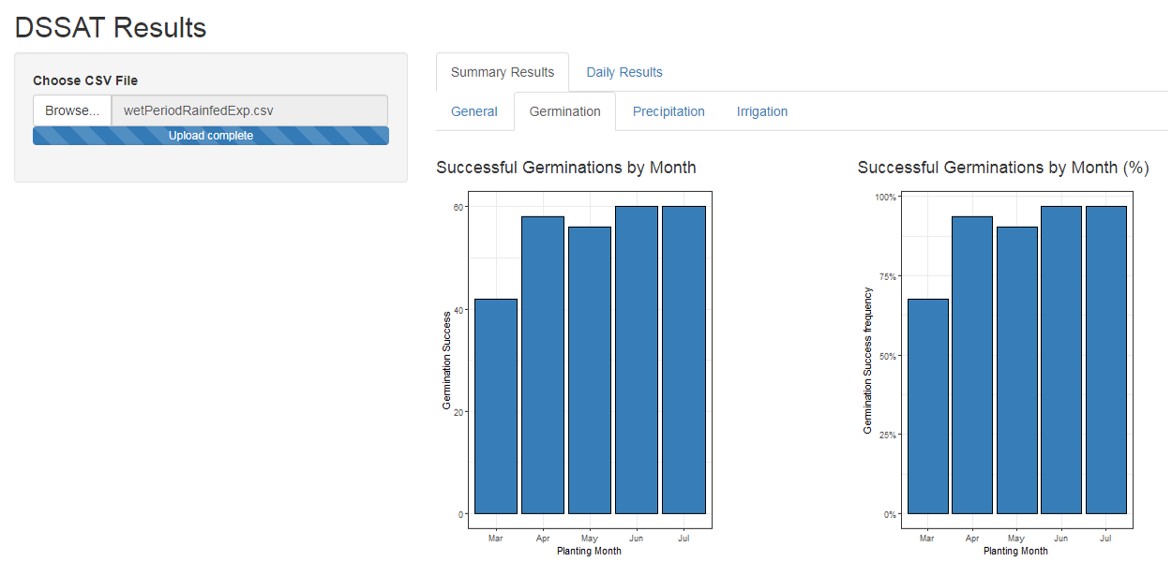 DSSAT Results
Choose CSV File
Browse... wetPeriodRainfedExp.csv
Upload complete
Summary Results Daily Results
General Germination Precipitation Irrigation
Successful Germinations by Month
60
40
20
0
Germination Success
Mar Apr May Jun Jul
Planting Month
Successful Germinations by Month (%)
100%
75%
50%
25%
0%
Germination Success frequency
Mar Apr May Jun Jul
Planting Month